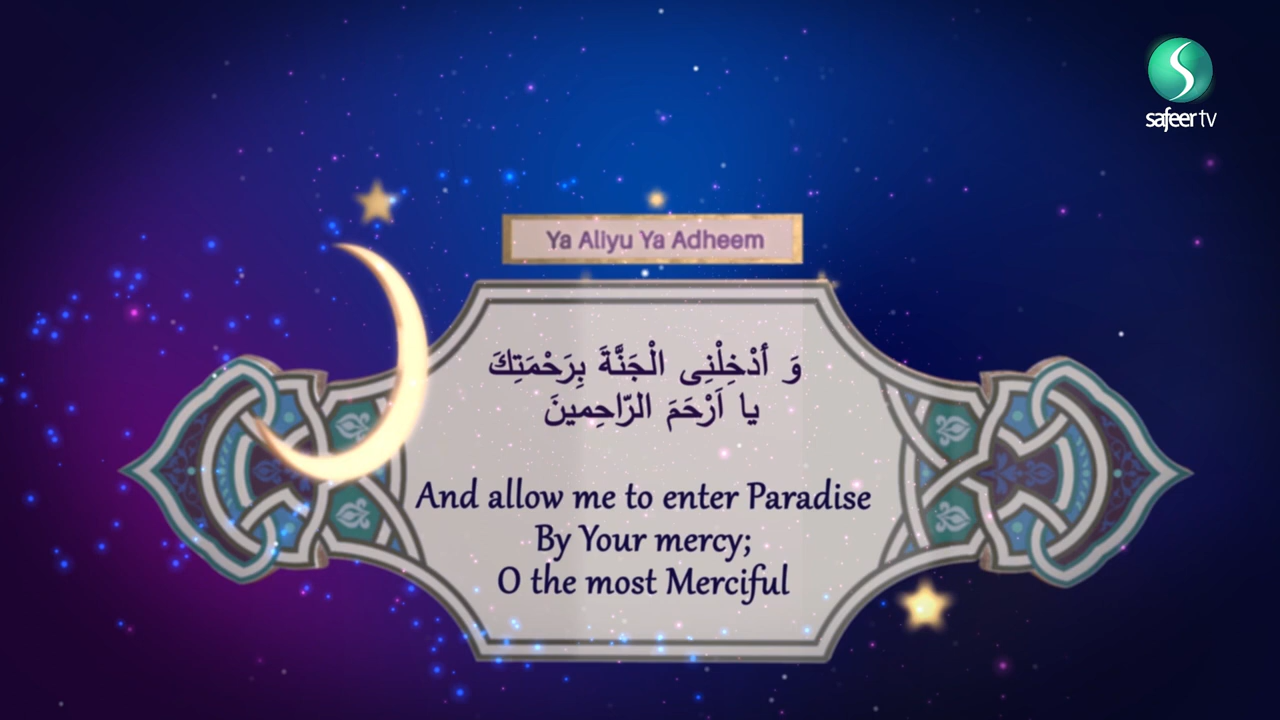 safeer tv
Ya Aliyu Ya Adheem
وَ أَدْخِلْنِى الْجَنَّةَ بِرَحْمَتِكَ
يا اَرْحَمَ الرّاحِمينَ
And allow me to enter Paradise
By Your mercy;
O the most Merciful